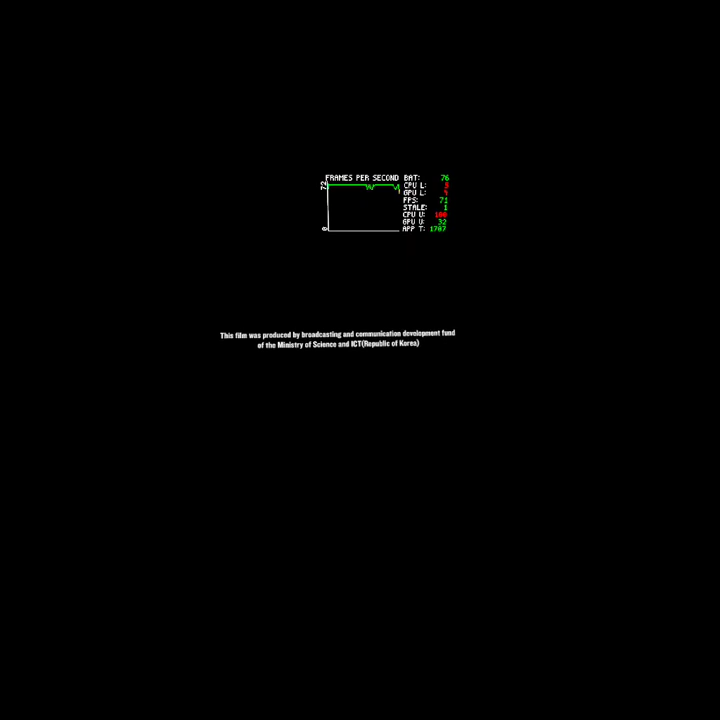 FRAMES PER SECOND
72
0
BAT: 76
CPU L:
GPU L:
FPS: 71
STALE: 1
CPU U: 100
GPU U: 32
APP T: 1787
This film was produced by broadcasting and communication development fund
of the Ministry of Science and ICT(Republic of Korea)